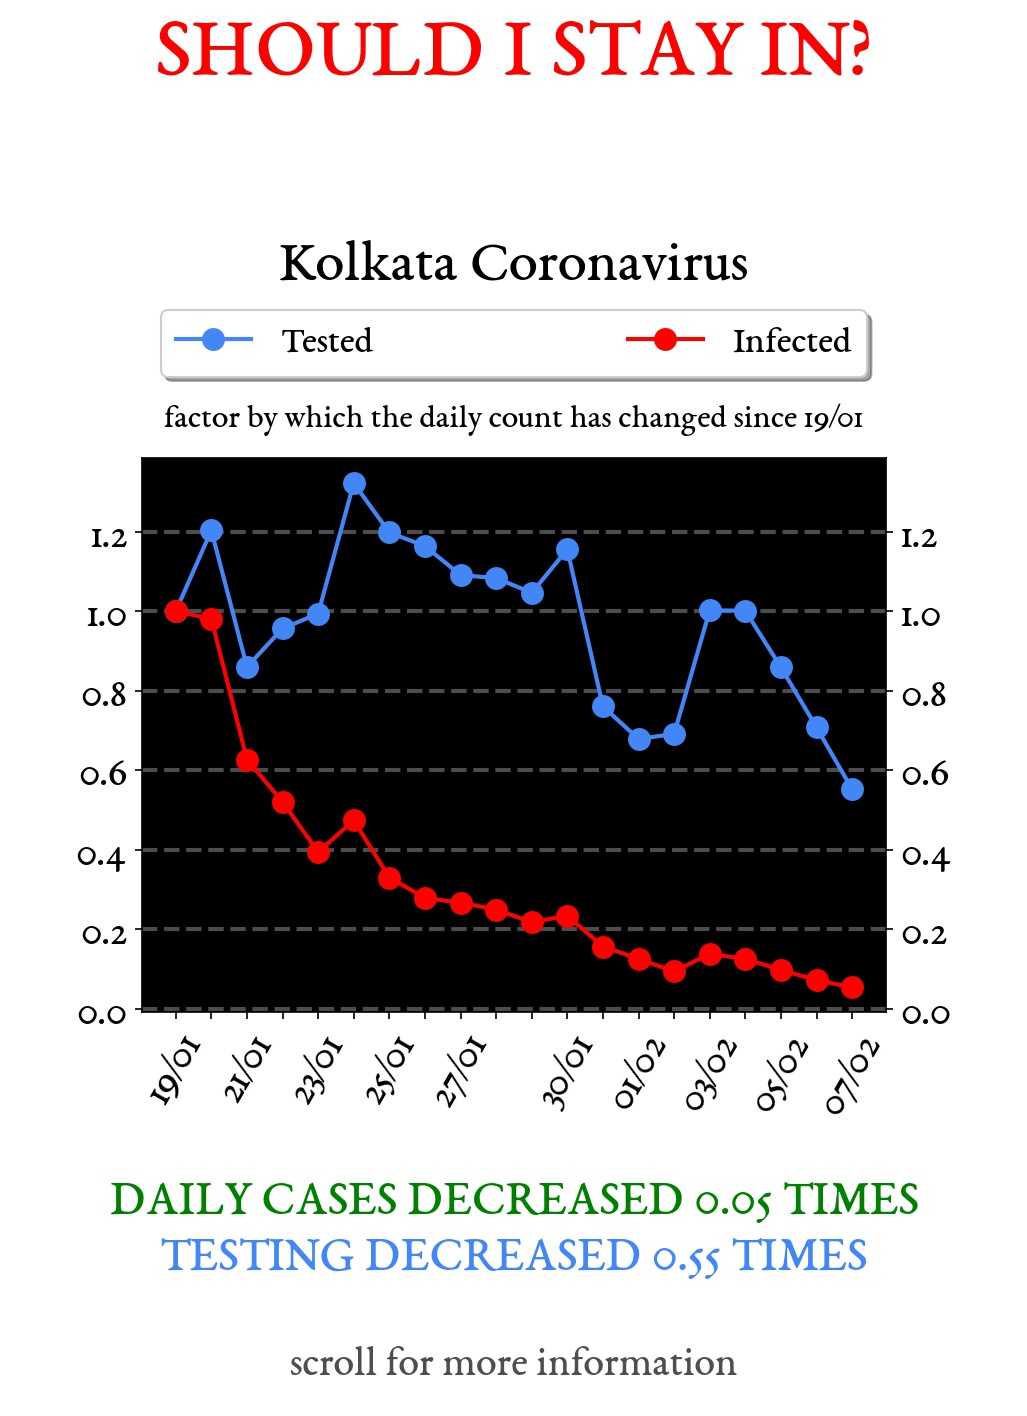 SHOULD I STAY IN?
Kolkata Coronavirus
Tested Infected
factor by which the daily count has changed since 19/01
1.2 1.2
1.0 1.0
0.8 0.8
0.6 0.6
0.4 0.4
0.2 0.2
0.0 0.0
19/01 21/01 23/01 25/01 27/01 30/01 01/02 03/02 05/02 07/02
DAILY CASES DECREASED 0.05 TIMES
TESTING DECREASED 0.55 TIMES
scroll for more information